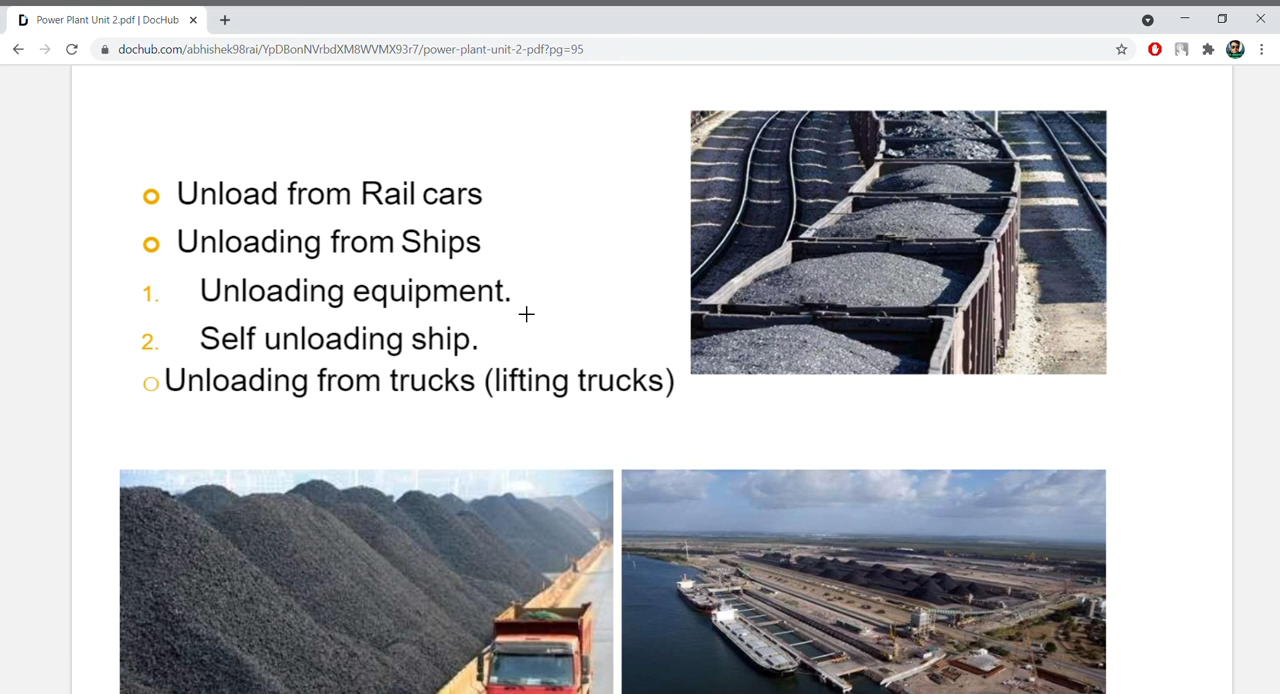 Power Plant Unit 2.pdf | DocHub
dochub.com/abhishek98rai/YpDBonNVrbdXM8WVMX93r7/power-plant-unit-2-pdf?pg=95
Unload from Rail cars
Unloading from Ships
1. Unloading equipment.
2. Self unloading ship.
Unloading from trucks (lifting trucks)